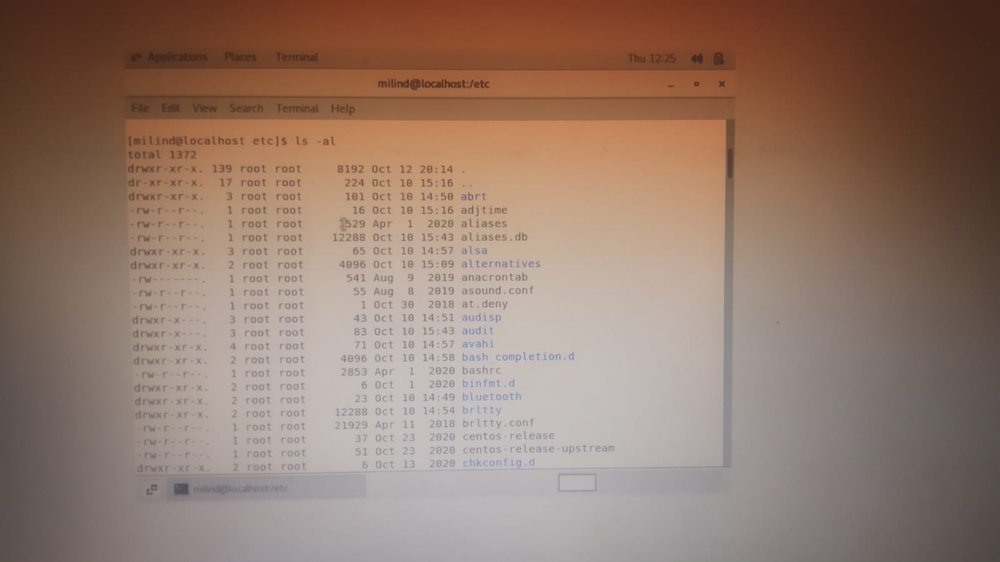 Applications Places Terminal Thu 12:25
milind@localhost:/etc
File Edit View Search Terminal Help
[milind@localhost etc]$ ls -al
total 1372
drwxr-xr-x. 139 root root 8192 Oct 12 20:14 .
dr-xr-xr-x. 17 root root 224 Oct 10 15:16 ..
drwxr-xr-x. 3 root root 101 Oct 10 14:50 abrt
-rw-r--r--. 1 root root 16 Oct 10 15:16 adjtime
-rw-r--r--. 1 root root 1529 Apr 1 2020 aliases
-rw-r--r--. 1 root root 12288 Oct 10 15:43 aliases.db
drwxr-xr-x. 3 root root 65 Oct 10 14:57 alsa
drwxr-xr-x. 2 root root 4096 Oct 10 15:09 alternatives
-rw-------. 1 root root 541 Aug 9 2019 anacrontab
-rw-r--r--. 1 root root 55 Aug 8 2019 asound.conf
-rw-r--r--. 1 root root 1 Oct 30 2018 at.deny
drwxr-x---. 3 root root 43 Oct 10 14:51 audisp
drwxr-x---. 3 root root 83 Oct 10 15:43 audit
drwxr-xr-x. 4 root root 71 Oct 10 14:57 avahi
drwxr-xr-x. 2 root root 4096 Oct 10 14:58 bash_completion.d
-rw-r--r--. 1 root root 2853 Apr 1 2020 bashrc
drwxr-xr-x. 2 root root 6 Oct 1 2020 binfmt.d
drwxr-xr-x. 2 root root 23 Oct 10 14:49 bluetooth
drwxr-xr-x. 2 root root 12288 Oct 10 14:54 brltty
-rw-r--r--. 1 root root 21929 Apr 11 2018 brltty.conf
-rw-r--r--. 1 root root 37 Oct 23 2020 centos-release
-rw-r--r--. 1 root root 51 Oct 23 2020 centos-release-upstream
drwxr-xr-x. 2 root root 6 Oct 13 2020 chkconfig.d
milind@localhost:/etc